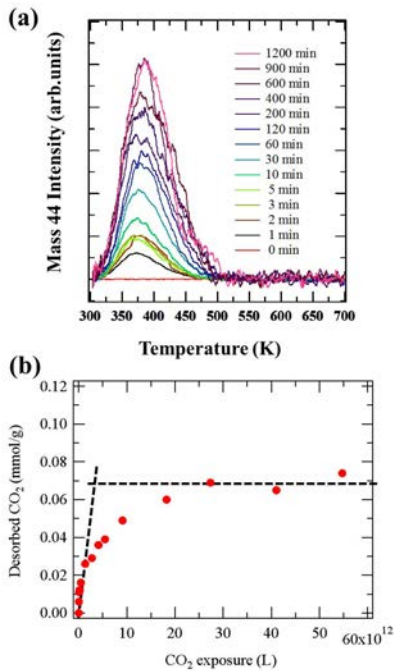 (a)
Mass 44 Intensity (arb.units)
1200 min
900 min
600 min
400 min
200 min
120 min
60 min
30 min
10 min
5 min
3 min
2 min
1 min
0 min
300 350 400 450 500 550 600 650 700
Temperature (K)
(b)
Desorbed CO₂ (mmol/g)
0.12
0.10
0.08
0.06
0.04
0.02
0.00
0 10 20 30 40 50 60x10¹²
CO₂ exposure (L)